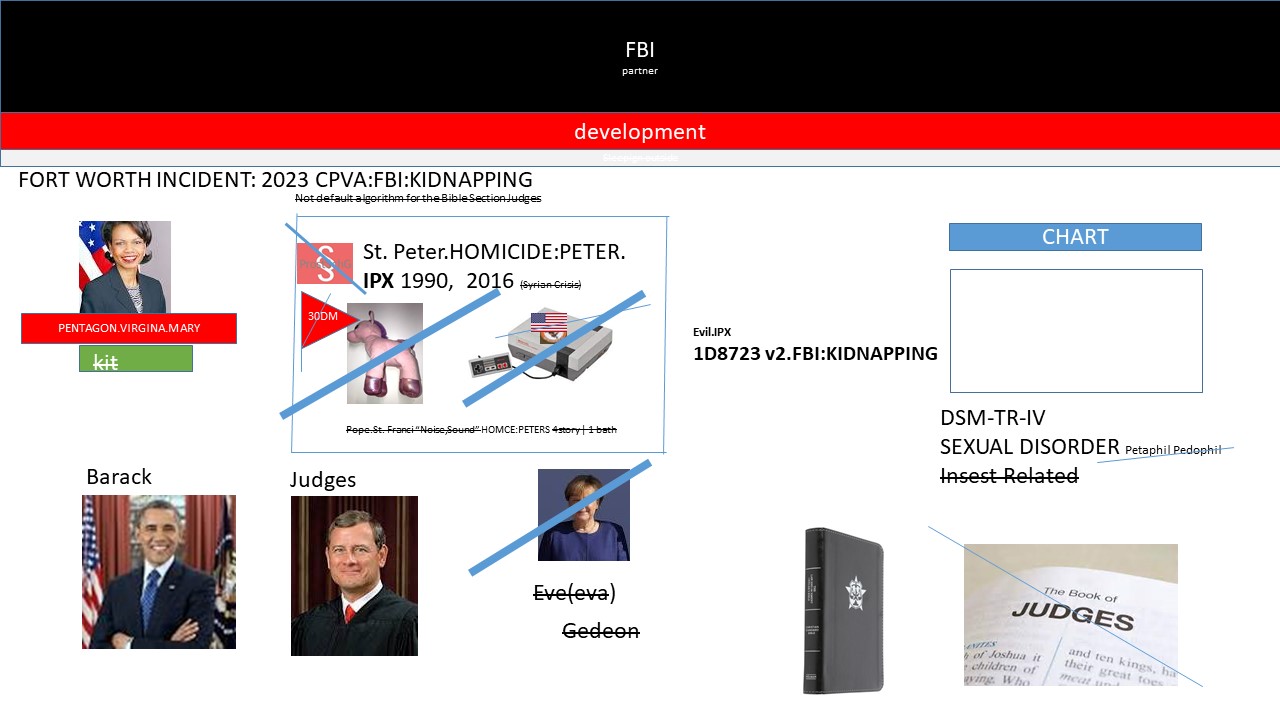 FBI
partner
development
FORT WORTH INCIDENT: 2023 CPVA:FBI:KIDNAPPING
Not default algorithm for the Bible Section Judges
St. Peter.HOMICIDE:PETER.
IPX 1990, 2016 (Syrian Crisis)
30DM
PENTAGON.VIRGINA.MARY
kit
CHART
Evil.IPX
1D8723 v2.FBI:KIDNAPPING
Pope.St. Franci “Noise,Sound” HOMCE:PETERS 4story | 1 bath
DSM-TR-IV
SEXUAL DISORDER Petaphil Pedophil
Insest Related
Barack
Judges
Eve(eva)
Gedeon
The Book of
JUDGES
of Joshua it
children of
Who
and ten kings,
their great toes
meat